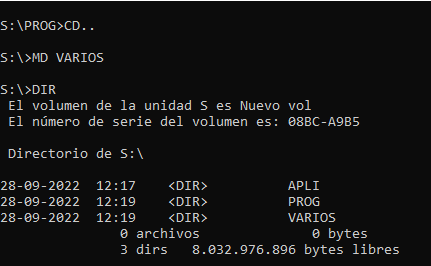 S:\PROG>CD..
S:\>MD VARIOS
S:\>DIR
El volumen de la unidad S es Nuevo vol
El número de serie del volumen es: 08BC-A9B5
Directorio de S:\
28-09-2022 12:17 <DIR> APLI
28-09-2022 12:19 <DIR> PROG
28-09-2022 12:19 <DIR> VARIOS
0 archivos 0 bytes
3 dirs 8.032.976.896 bytes libres